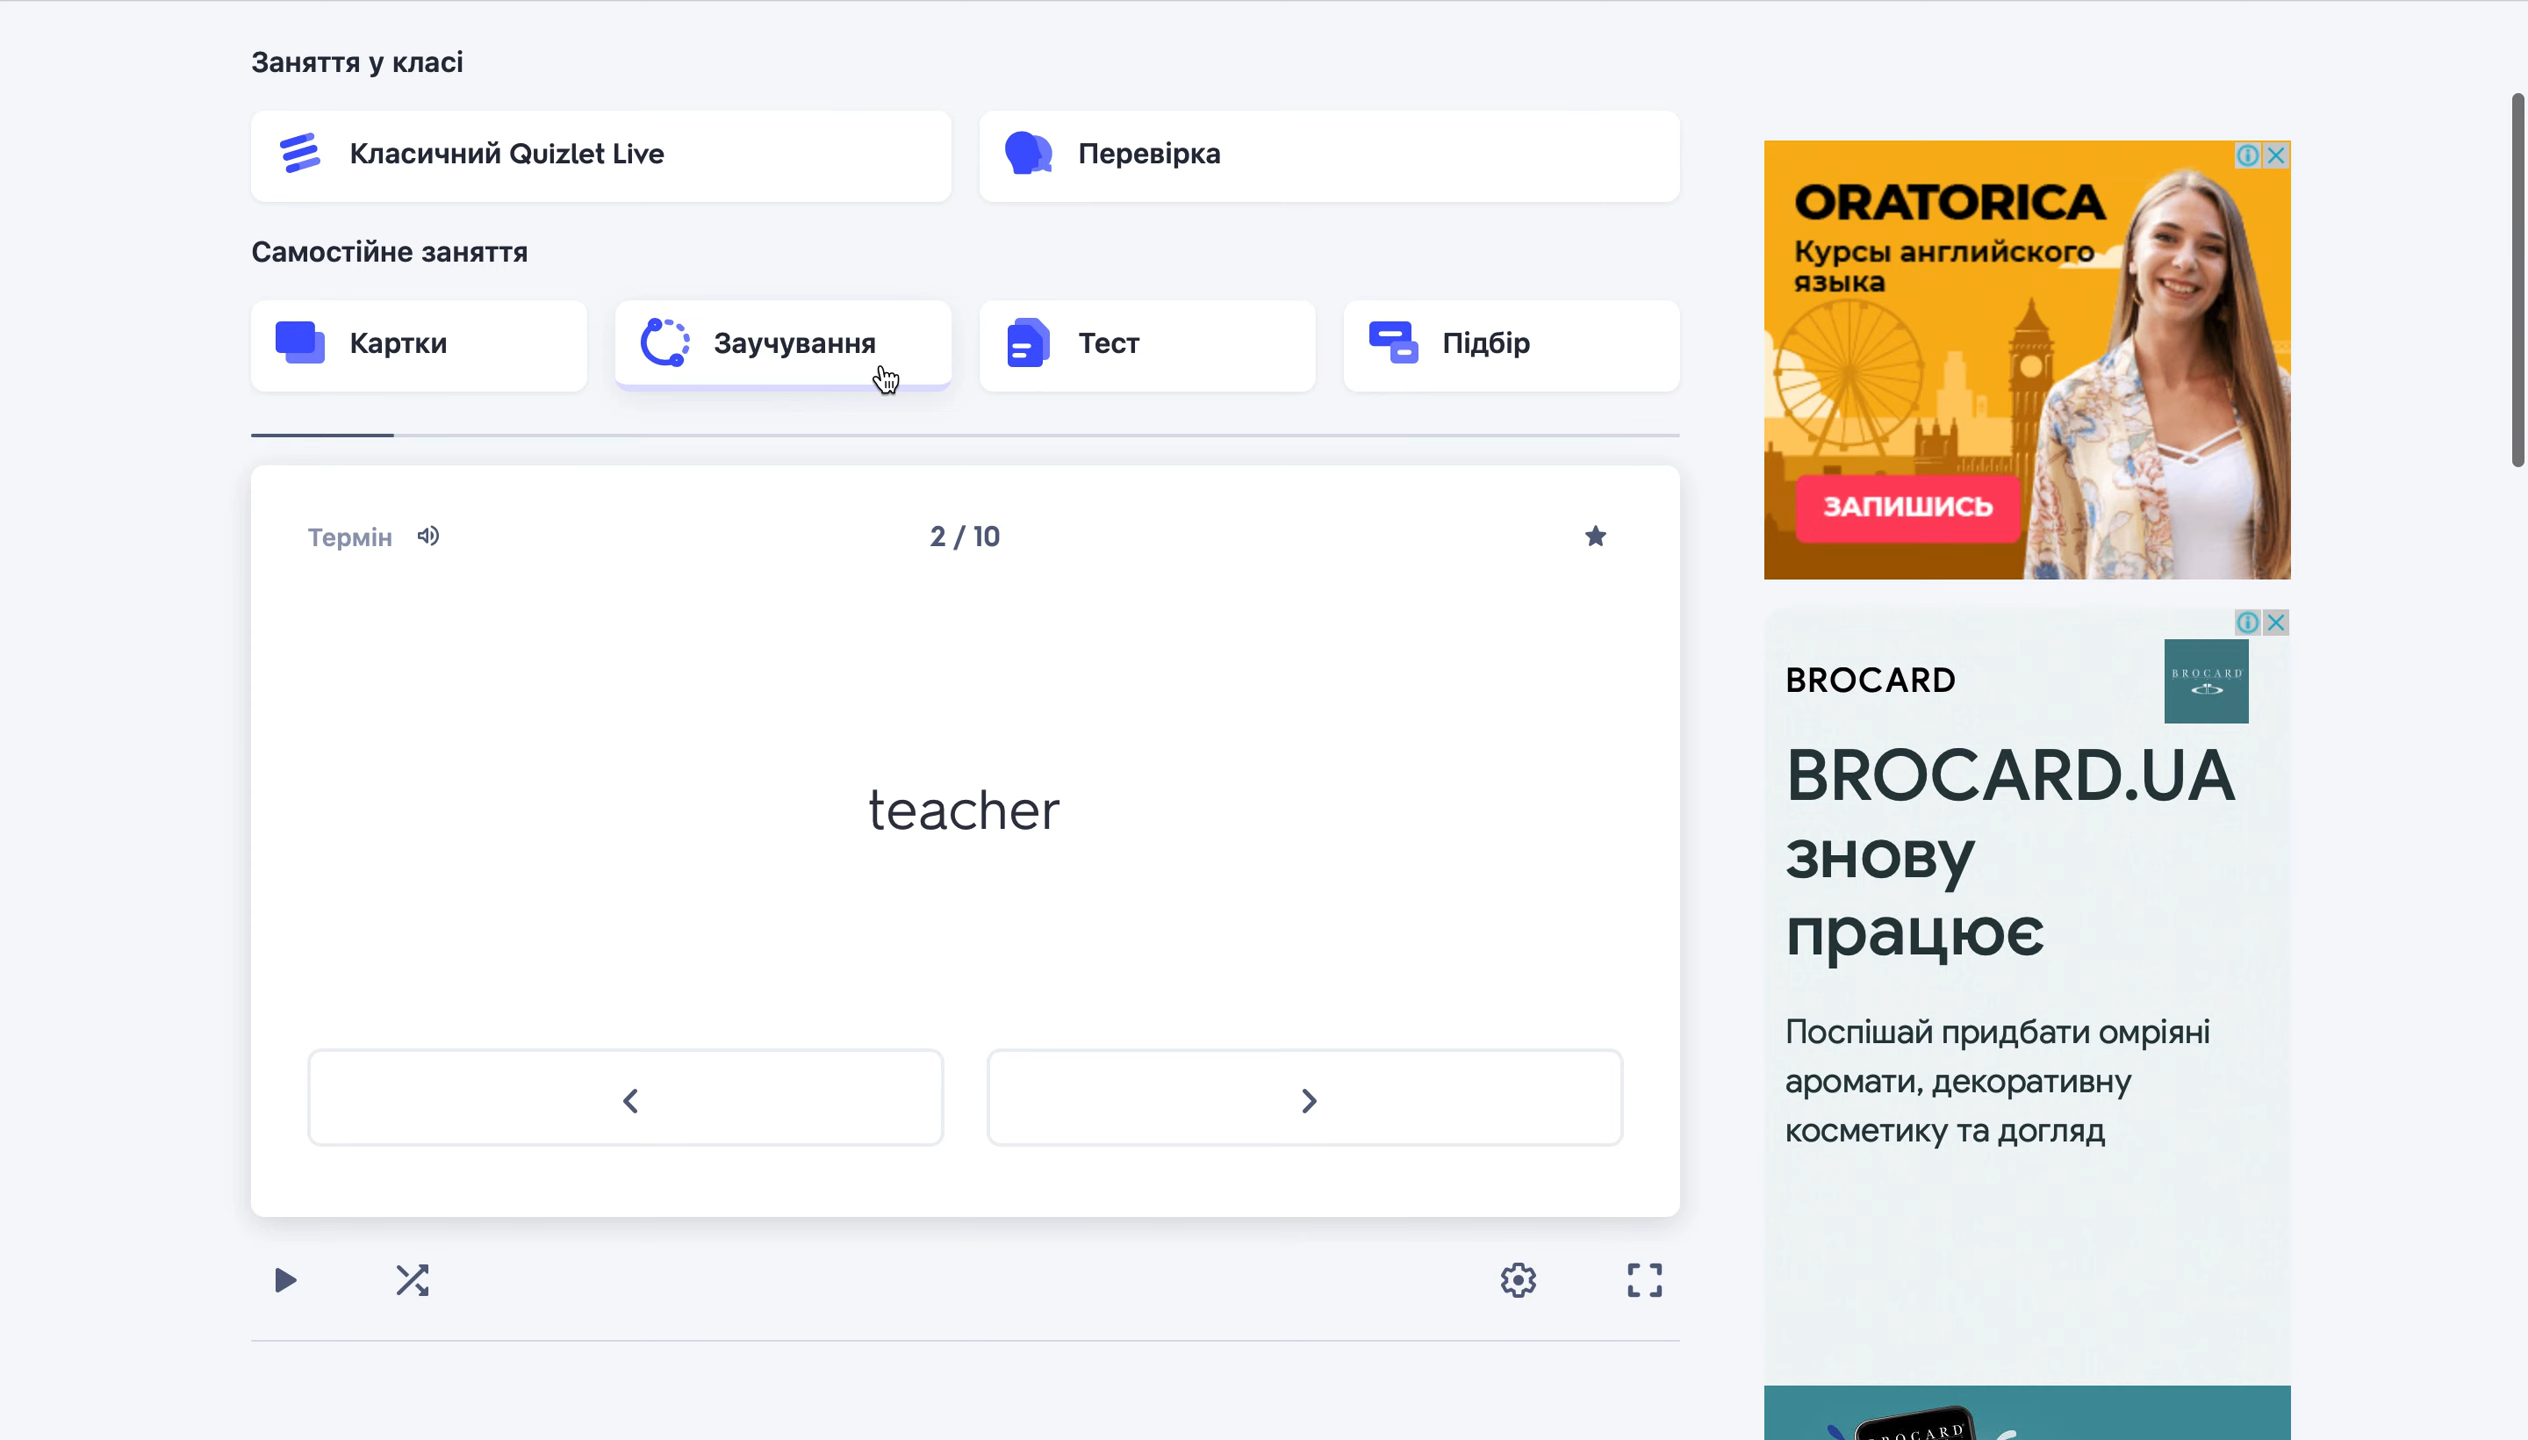 Заняття у класі
Класичний Quizlet Live
Перевірка
Самостійне заняття
Картки
Заучування
Тест
Підбір
Термін
2 / 10
teacher
ORATORICA
Курсы английского
языка
ЗАПИШИСЬ
BROCARD
BROCARD
BROCARD.UA
знову
працює
Поспішай придбати омріяні
аромати, декоративну
косметику та догляд
BROCARD